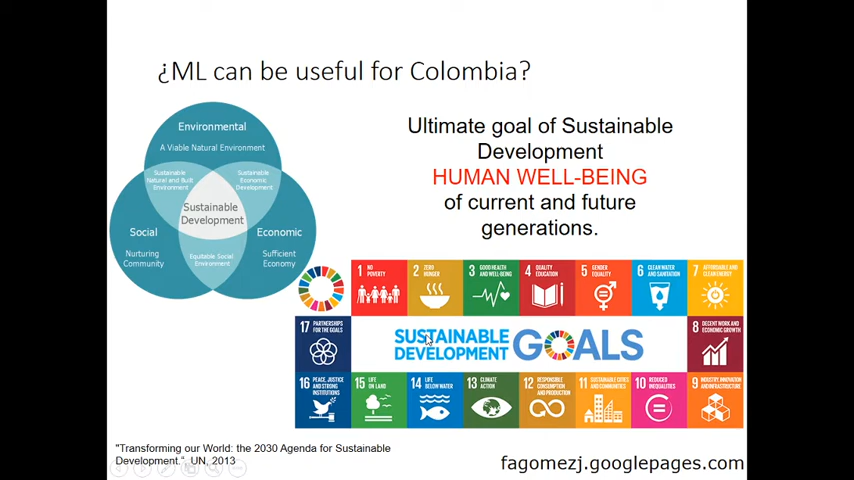 ¿ML can be useful for Colombia?
Environmental
A Viable Natural Environment
Sustainable
Natural and Built
Environment
Sustainable
Economic
Development
Sustainable
Development
Social
Nurturing
Community
Economic
Sufficient
Economy
Equitable Social
Environment
Ultimate goal of Sustainable
Development
HUMAN WELL-BEING
of current and future
generations.
1 NO
POVERTY
2 ZERO
HUNGER
3 GOOD HEALTH
AND WELL-BEING
4 QUALITY
EDUCATION
5 GENDER
EQUALITY
6 CLEAN WATER
AND SANITATION
7 AFFORDABLE AND
CLEAN ENERGY
17 PARTNERSHIPS
FOR THE GOALS
SUSTAINABLE
DEVELOPMENT
GOALS
8 DECENT WORK AND
ECONOMIC GROWTH
16 PEACE, JUSTICE
AND STRONG
INSTITUTIONS
15 LIFE
ON LAND
14 LIFE
BELOW WATER
13 CLIMATE
ACTION
12 RESPONSIBLE
CONSUMPTION
AND PRODUCTION
11 SUSTAINABLE CITIES
AND COMMUNITIES
10 REDUCED
INEQUALITIES
9 INDUSTRY, INNOVATION
AND INFRASTRUCTURE
"Transforming our World: the 2030 Agenda for Sustainable
Development.", UN, 2013
fagomezj.googlepages.com